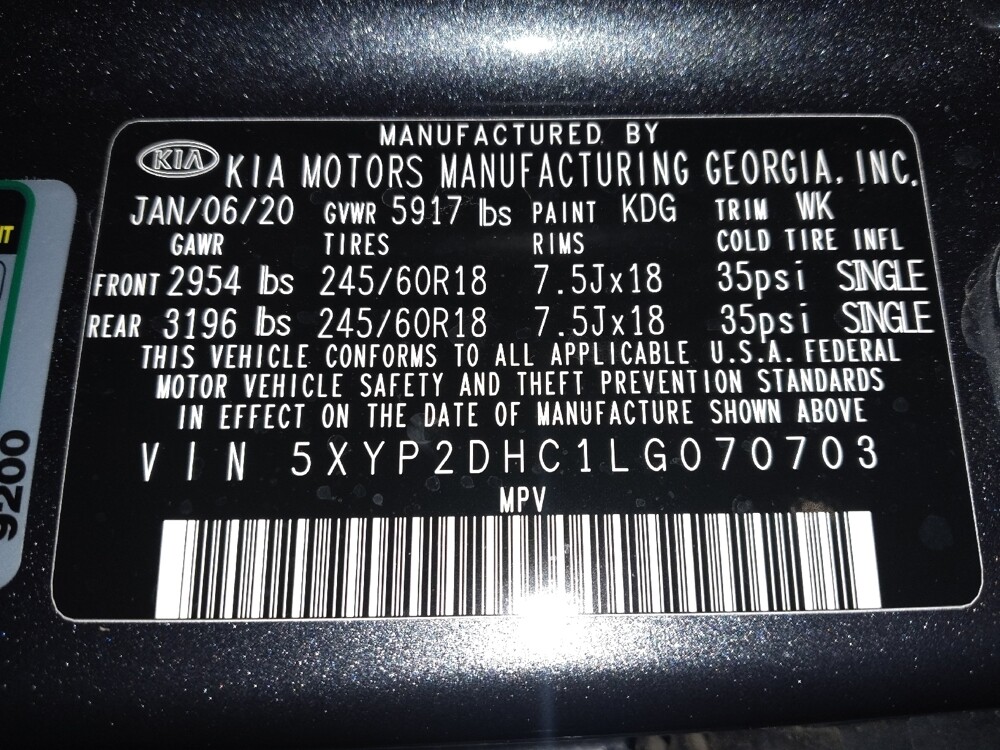 MANUFACTURED BY
KIA KIA MOTORS MANUFACTURING GEORGIA, INC.
JAN/06/20 GVWR 5917 lbs PAINT KDG TRIM WK
GAWR TIRES RIMS COLD TIRE INFL
FRONT 2954 lbs 245/60R18 7.5Jx18 35psi SINGLE
REAR 3196 lbs 245/60R18 7.5Jx18 35psi SINGLE
THIS VEHICLE CONFORMS TO ALL APPLICABLE U.S.A. FEDERAL
MOTOR VEHICLE SAFETY AND THEFT PREVENTION STANDARDS
IN EFFECT ON THE DATE OF MANUFACTURE SHOWN ABOVE
VIN 5XYP2DHC1LG070703
MPV
9200